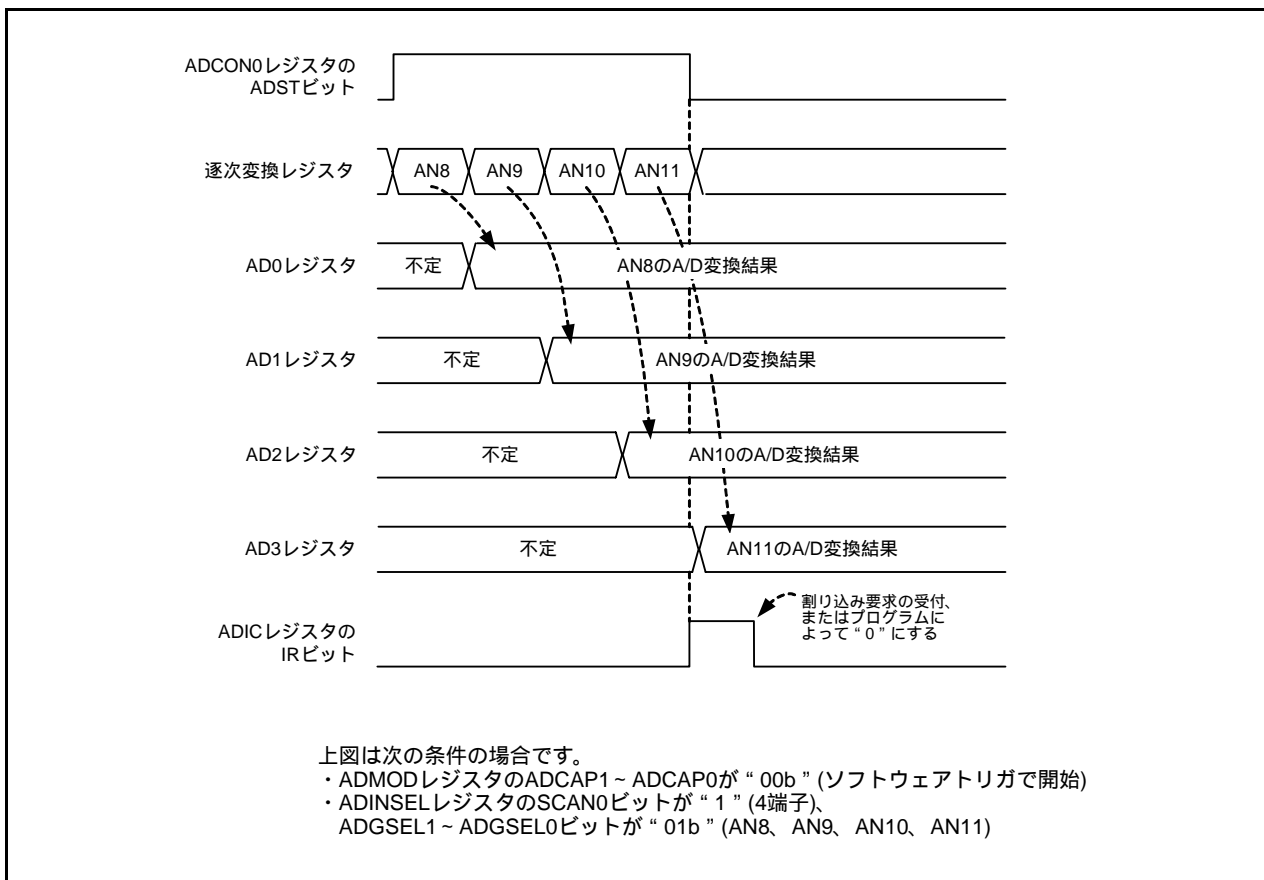 ADCON0レジスタの
ADSTビット
逐次変換レジスタ
AN8
AN9
AN10
AN11
AD0レジスタ
不定
AN8のA/D変換結果
AD1レジスタ
不定
AN9のA/D変換結果
AD2レジスタ
不定
AN10のA/D変換結果
AD3レジスタ
不定
AN11のA/D変換結果
ADICレジスタの
IRビット
割り込み要求の受付、
またはプログラムに
よって“0”にする
上図は次の条件の場合です。
・ADMODレジスタのADCAP1~ADCAP0が“00b”(ソフトウェアトリガで開始)
・ADINSELレジスタのSCAN0ビットが“1”(4端子)、
ADGSEL1~ADGSEL0ビットが“01b”(AN8、AN9、AN10、AN11)